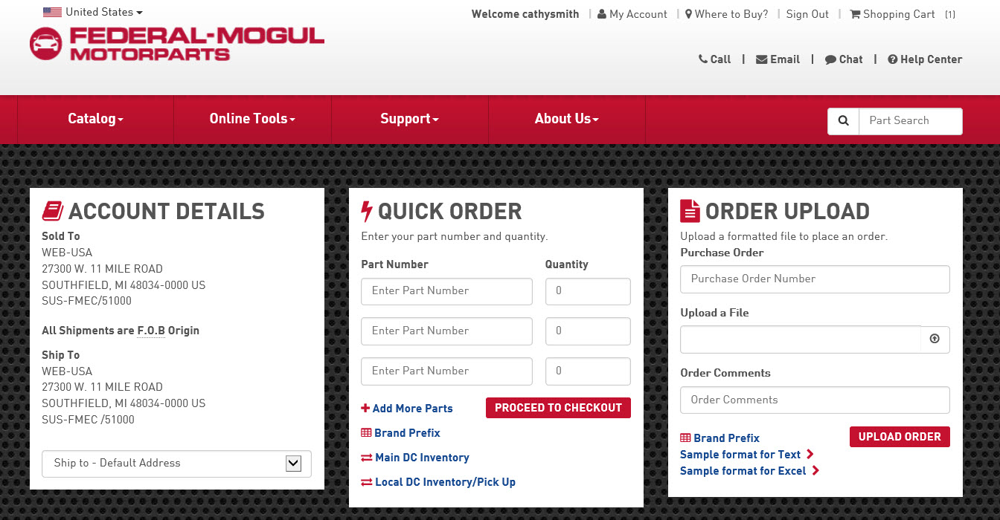 United States
Welcome cathysmith | My Account | Where to Buy? | Sign Out | Shopping Cart (1)
FEDERAL-MOGUL
MOTORPARTS
Call | Email | Chat | Help Center
Catalog
Online Tools
Support
About Us
Part Search
ACCOUNT DETAILS
Sold To
WEB-USA
27300 W. 11 MILE ROAD
SOUTHFIELD, MI 48034-0000 US
SUS-FMEC/51000
All Shipments are F.O.B Origin
Ship To
WEB-USA
27300 W. 11 MILE ROAD
SOUTHFIELD, MI 48034-0000 US
SUS-FMEC /51000
Ship to - Default Address
QUICK ORDER
Enter your part number and quantity.
Part Number Quantity
Enter Part Number 0
Enter Part Number 0
Enter Part Number 0
Add More Parts PROCEED TO CHECKOUT
Brand Prefix
Main DC Inventory
Local DC Inventory/Pick Up
ORDER UPLOAD
Upload a formatted file to place an order.
Purchase Order
Purchase Order Number
Upload a File
Order Comments
Order Comments
Brand Prefix UPLOAD ORDER
Sample format for Text
Sample format for Excel